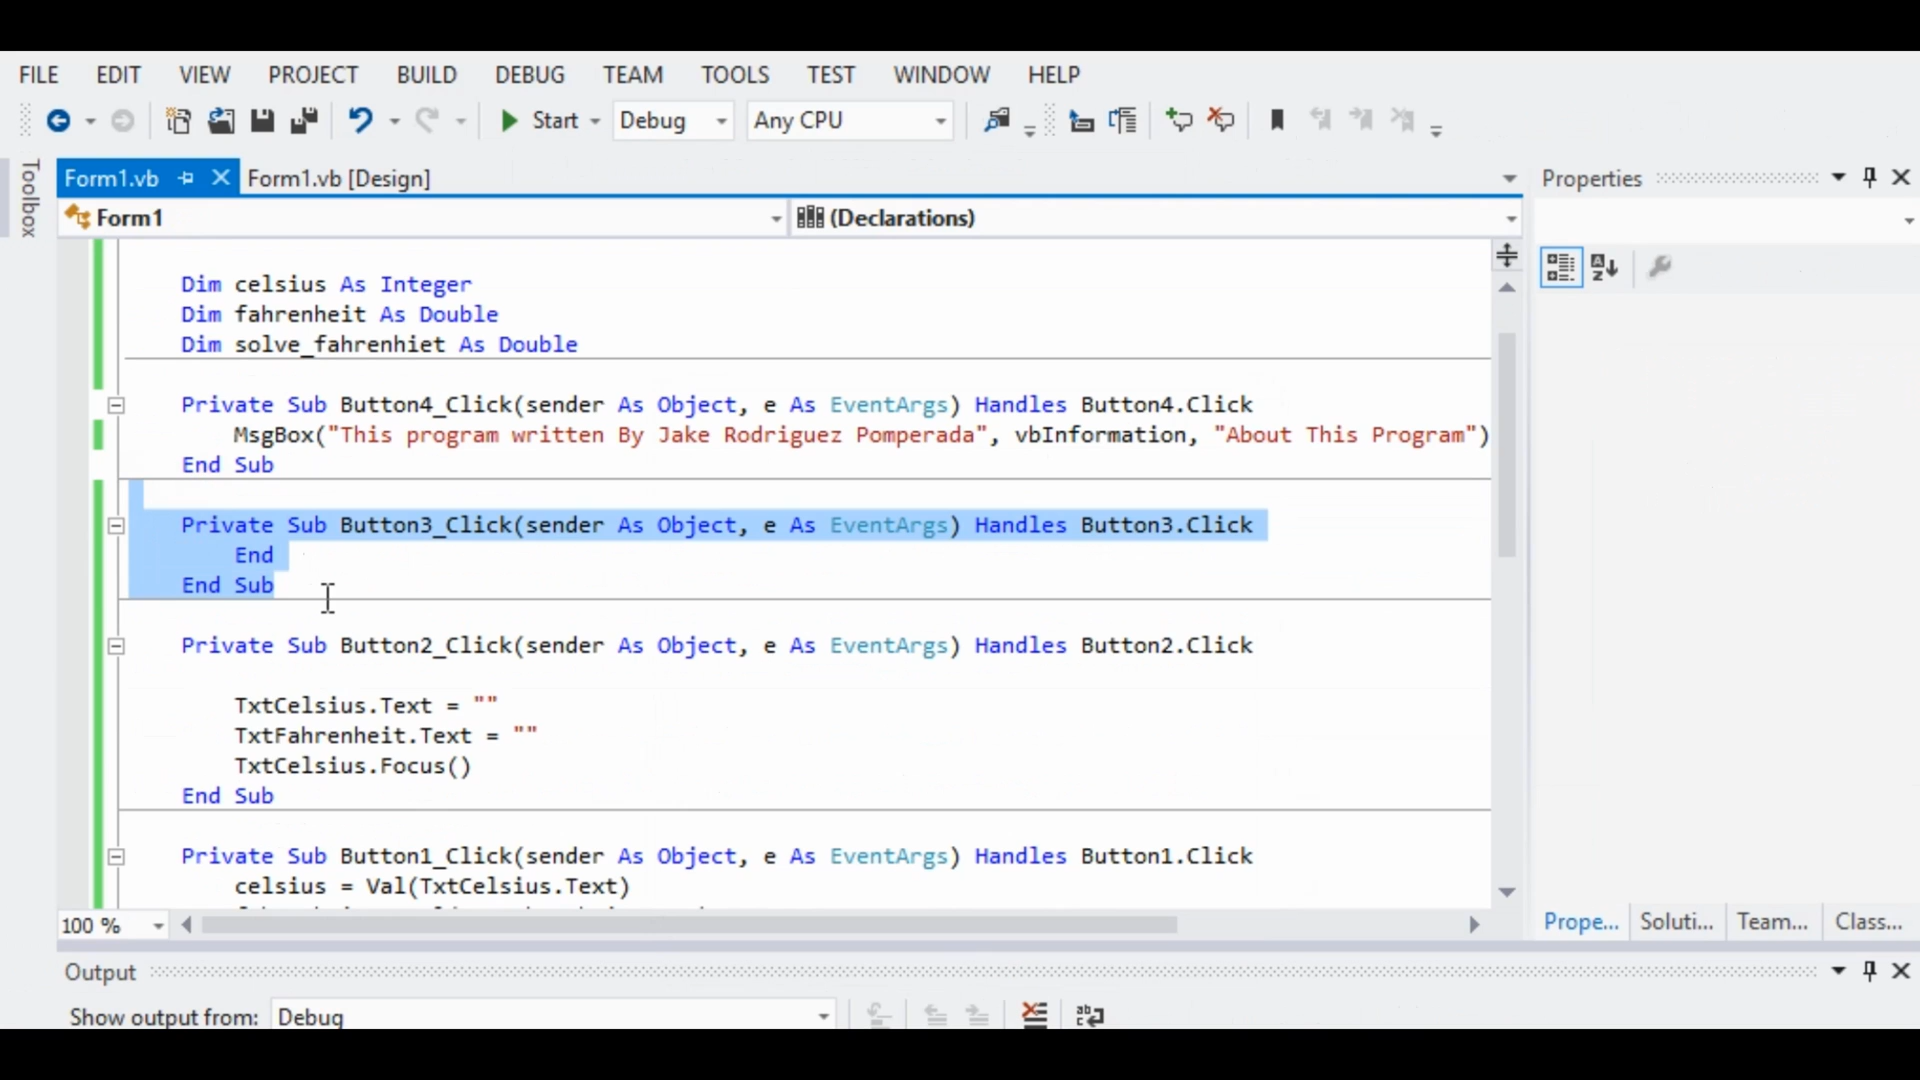 FILE EDIT VIEW PROJECT BUILD DEBUG TEAM TOOLS TEST WINDOW HELP
Start Debug Any CPU
Toolbox
Form1.vb Form1.vb [Design]
Properties
Form1 (Declarations)
Dim celsius As Integer
Dim fahrenheit As Double
Dim solve_fahrenhiet As Double
Private Sub Button4_Click(sender As Object, e As EventArgs) Handles Button4.Click
MsgBox("This program written By Jake Rodriguez Pomperada", vbInformation, "About This Program")
End Sub
Private Sub Button3_Click(sender As Object, e As EventArgs) Handles Button3.Click
End
End Sub
Private Sub Button2_Click(sender As Object, e As EventArgs) Handles Button2.Click
TxtCelsius.Text = ""
TxtFahrenheit.Text = ""
TxtCelsius.Focus()
End Sub
Private Sub Button1_Click(sender As Object, e As EventArgs) Handles Button1.Click
celsius = Val(TxtCelsius.Text)
100 %
Prope... Soluti... Team... Class...
Output
Show output from: Debug